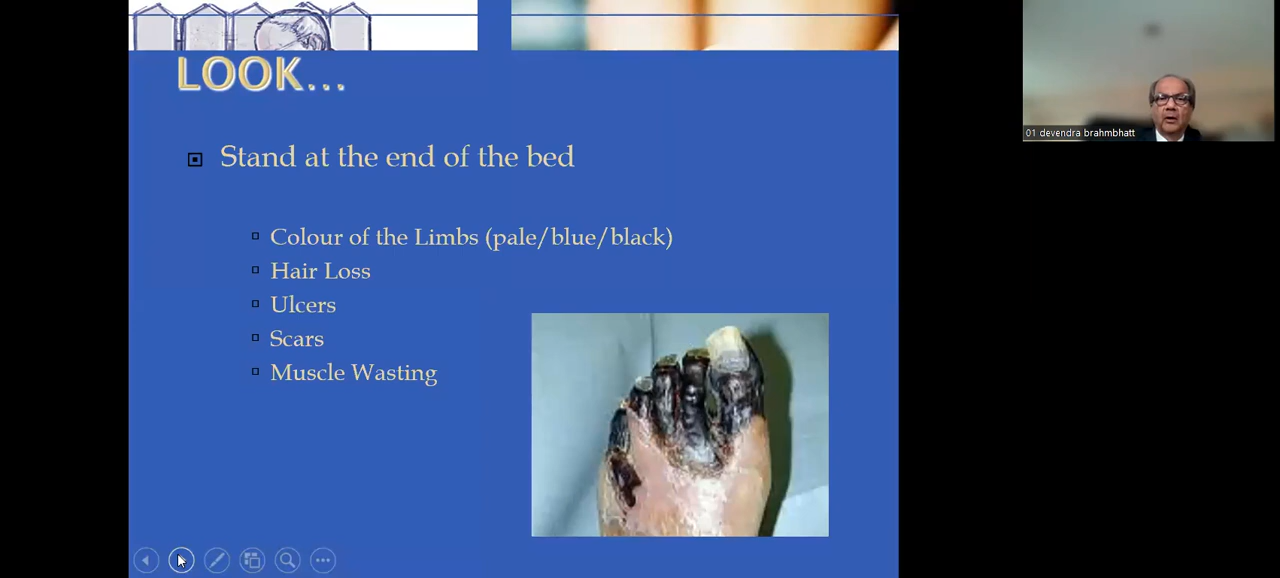 LOOK...
Stand at the end of the bed
Colour of the Limbs (pale/blue/black)
Hair Loss
Ulcers
Scars
Muscle Wasting
01 devendra brahmbhatt